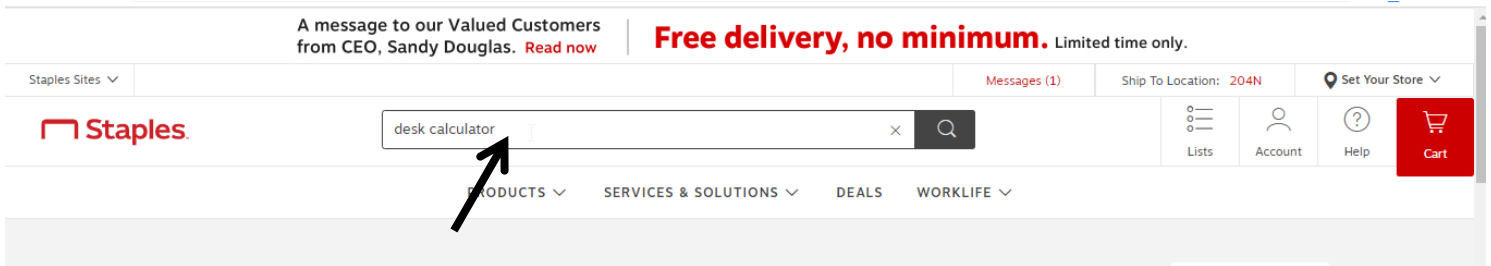 A message to our Valued Customers
from CEO, Sandy Douglas. Read now
Free delivery, no minimum. Limited time only.
Staples Sites
Messages (1)
Ship To Location: 204N
Set Your Store
Staples.
desk calculator
Lists
Account
Help
Cart
PRODUCTS
SERVICES & SOLUTIONS
DEALS
WORKLIFE